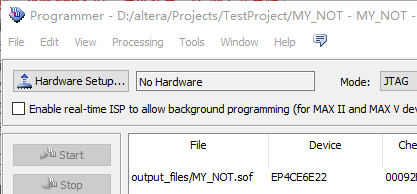 Programmer - D:/altera/Projects/TestProject/MY_NOT - MY_NOT -
File Edit View Processing Tools Window Help
Hardware Setup... No Hardware Mode: JTAG
Enable real-time ISP to allow background programming (for MAX II and MAX V dev
File Device Che
Start
output_files/MY_NOT.sof EP4CE6E22
Stop